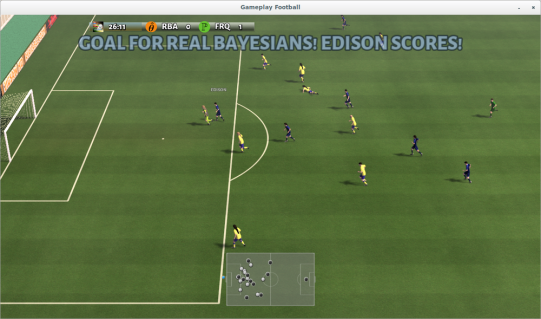 Gameplay Football
26:11 RBA 0 FRQ 1
GOAL FOR REAL BAYESIANS! EDISON SCORES!